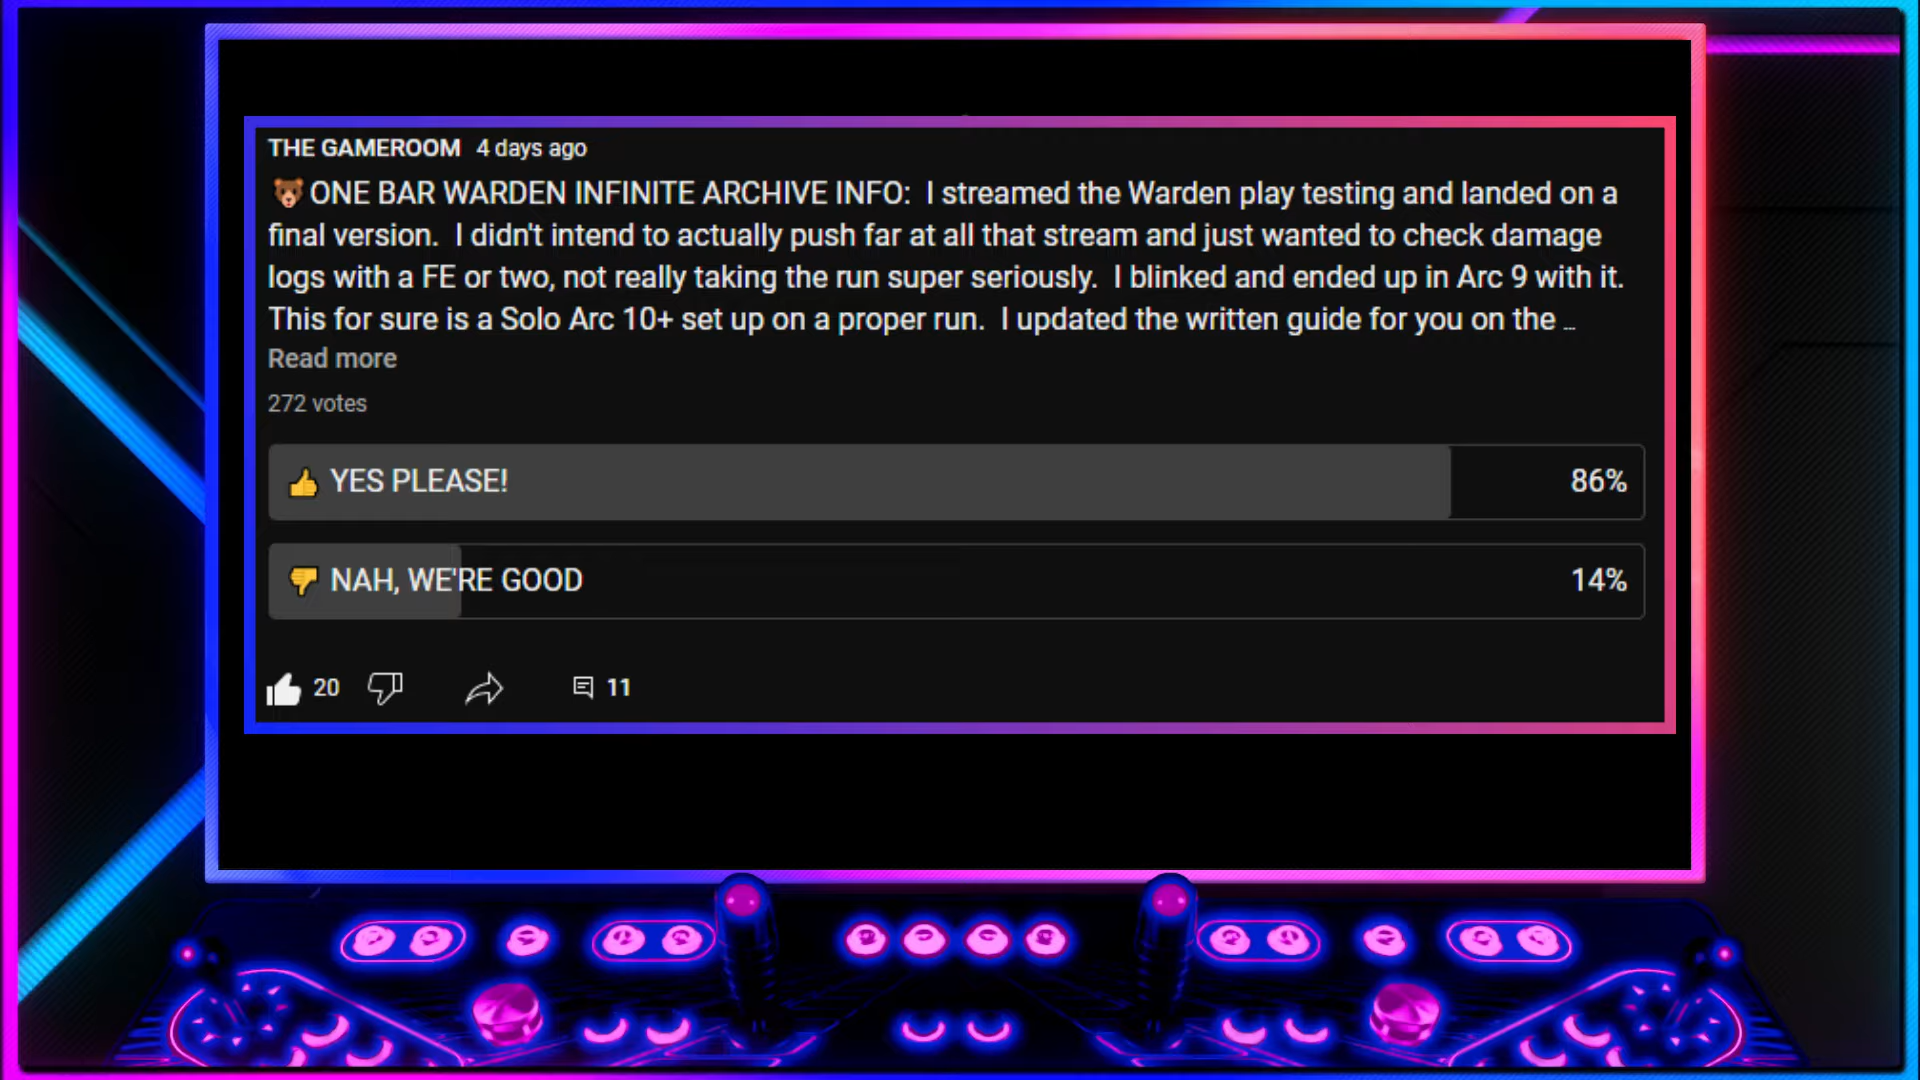 THE GAMEROOM 4 days ago
🐻ONE BAR WARDEN INFINITE ARCHIVE INFO: I streamed the Warden play testing and landed on a
final version. I didn't intend to actually push far at all that stream and just wanted to check damage
logs with a FE or two, not really taking the run super seriously. I blinked and ended up in Arc 9 with it.
This for sure is a Solo Arc 10+ set up on a proper run. I updated the written guide for you on the ...
Read more
272 votes
👍 YES PLEASE! 86%
👎 NAH, WE'RE GOOD 14%
20 11